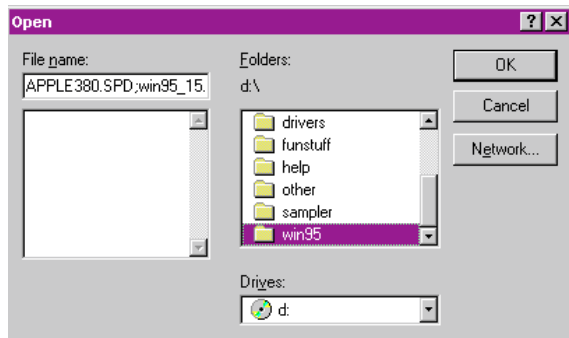 Open
File name:
APPLE380.SPD;win95_15.
Folders:
d:\
drivers
funstuff
help
other
sampler
win95
Drives:
d:
OK
Cancel
Network...